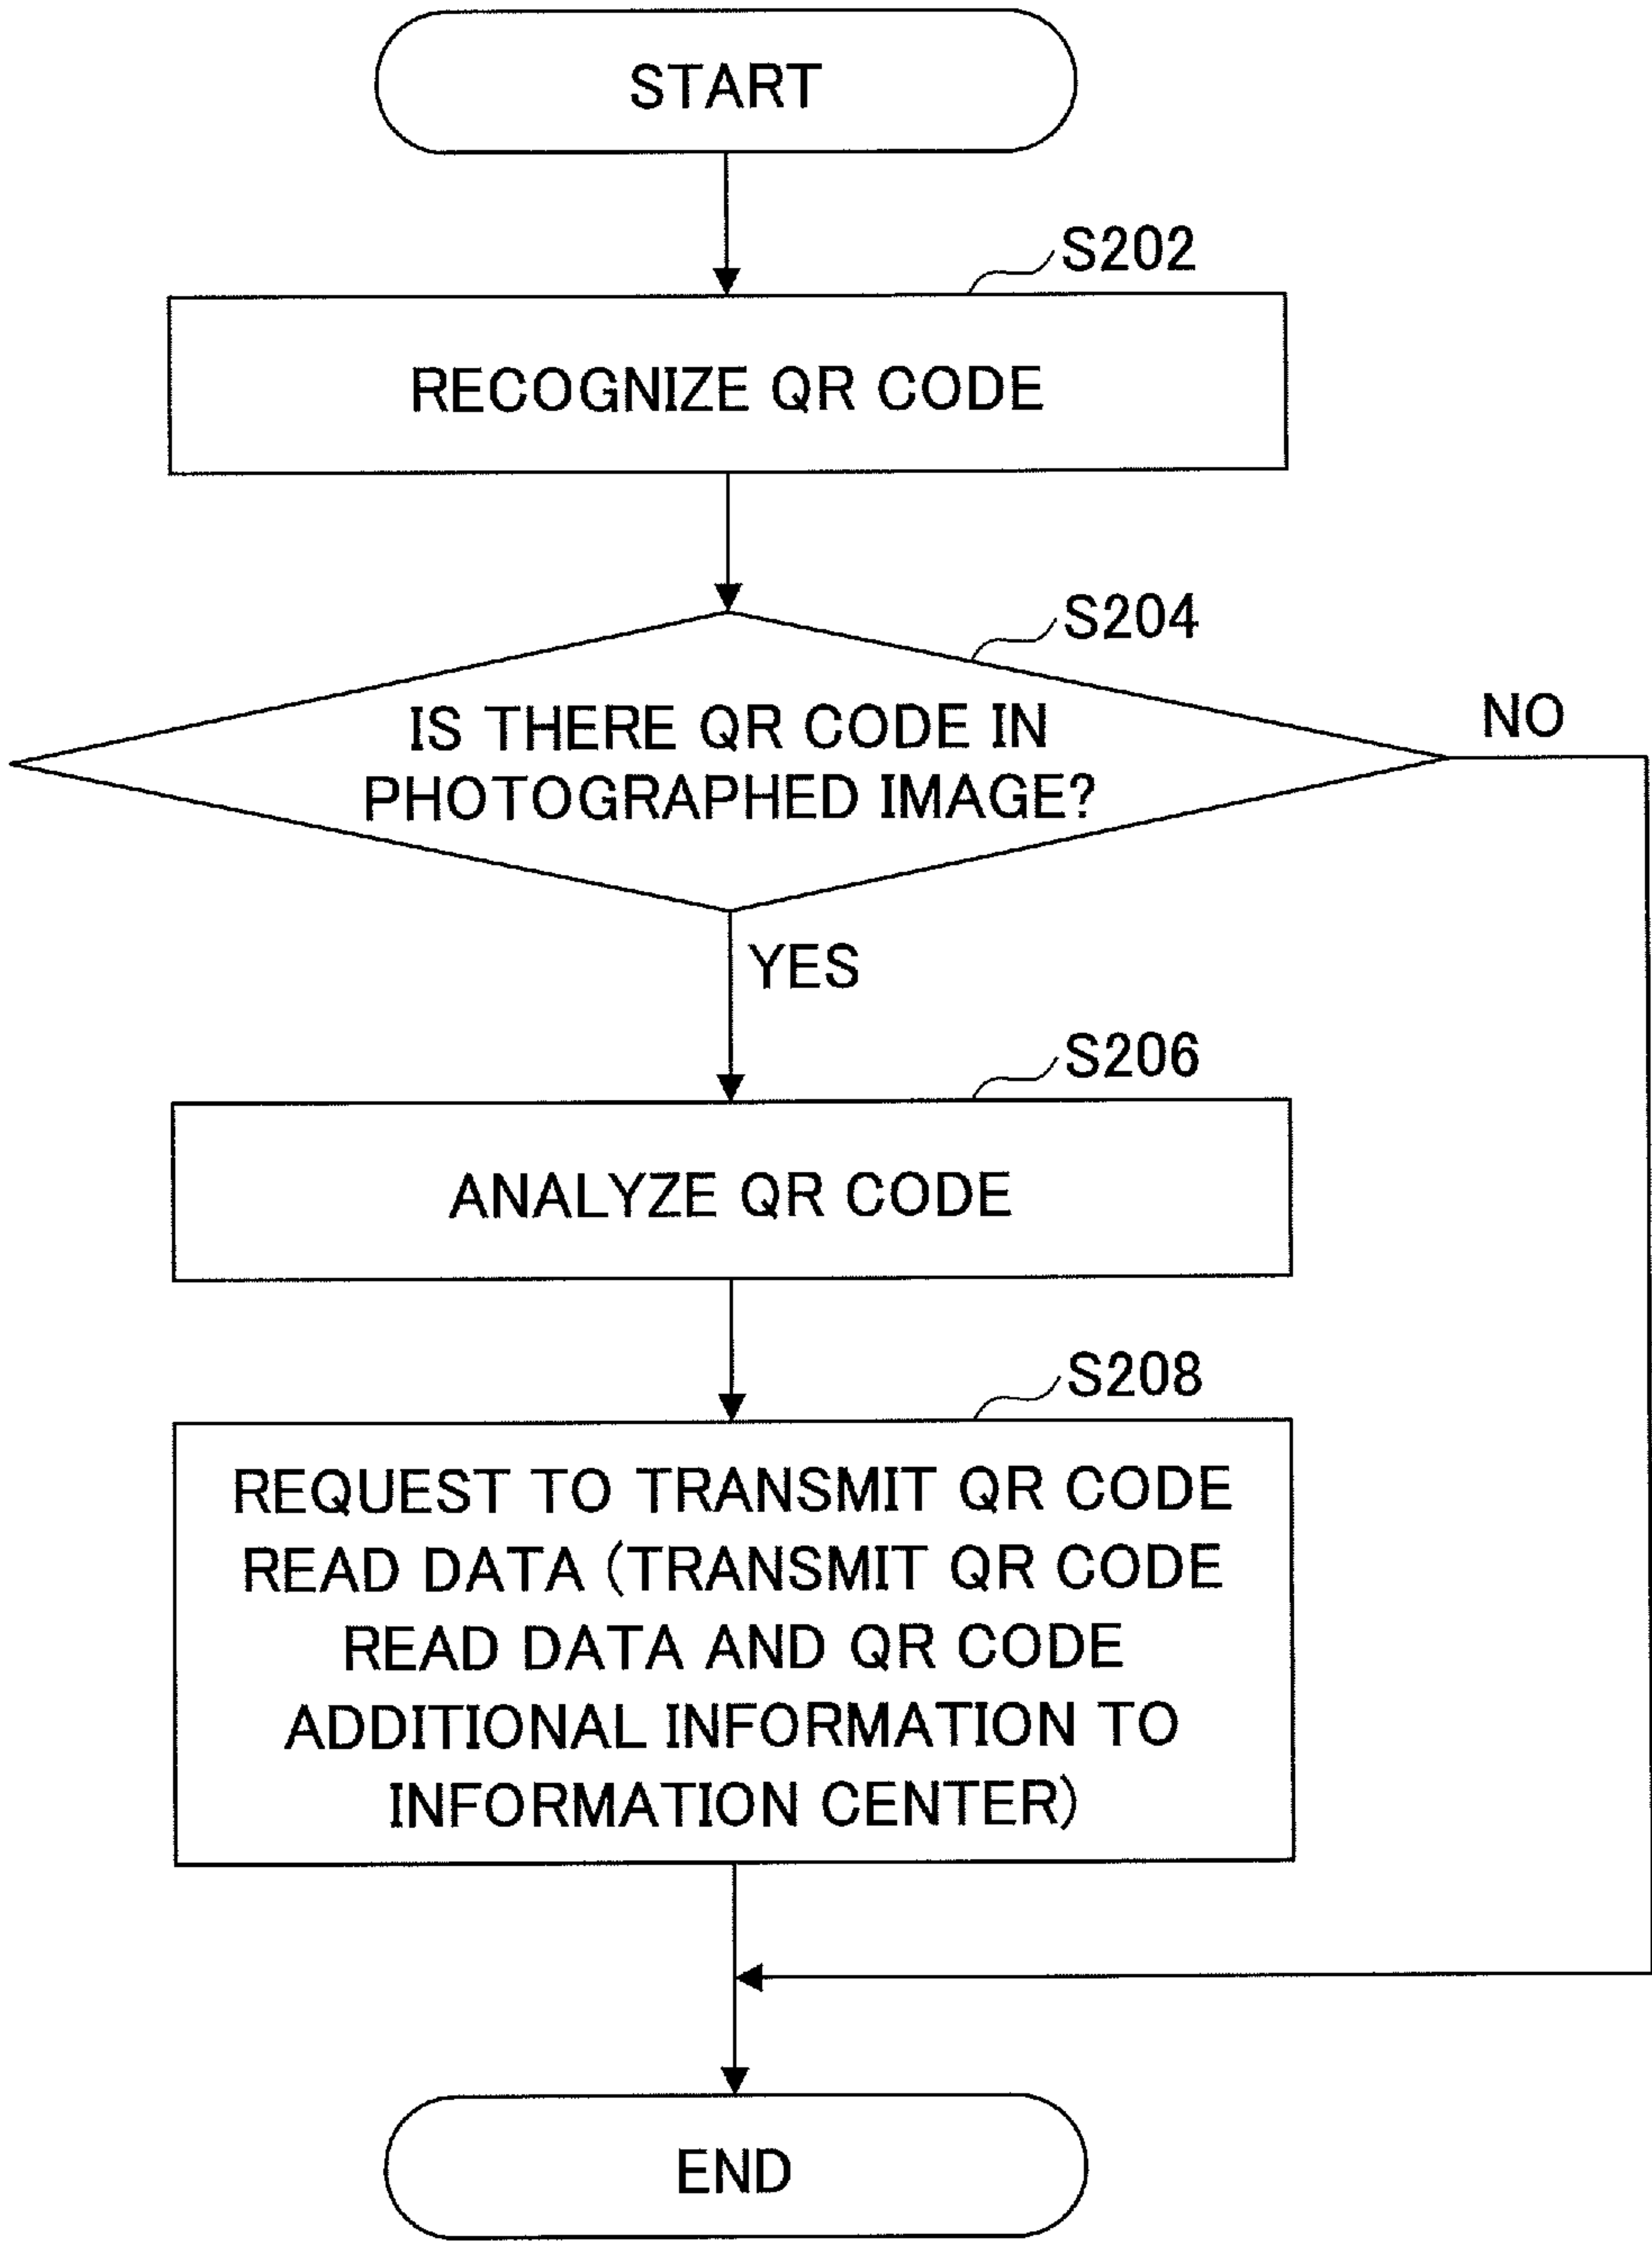 START
S202
RECOGNIZE QR CODE
S204
IS THERE QR CODE IN
PHOTOGRAPHED IMAGE?
NO
YES
S206
ANALYZE QR CODE
S208
REQUEST TO TRANSMIT QR CODE
READ DATA (TRANSMIT QR CODE
READ DATA AND QR CODE
ADDITIONAL INFORMATION TO
INFORMATION CENTER)
END